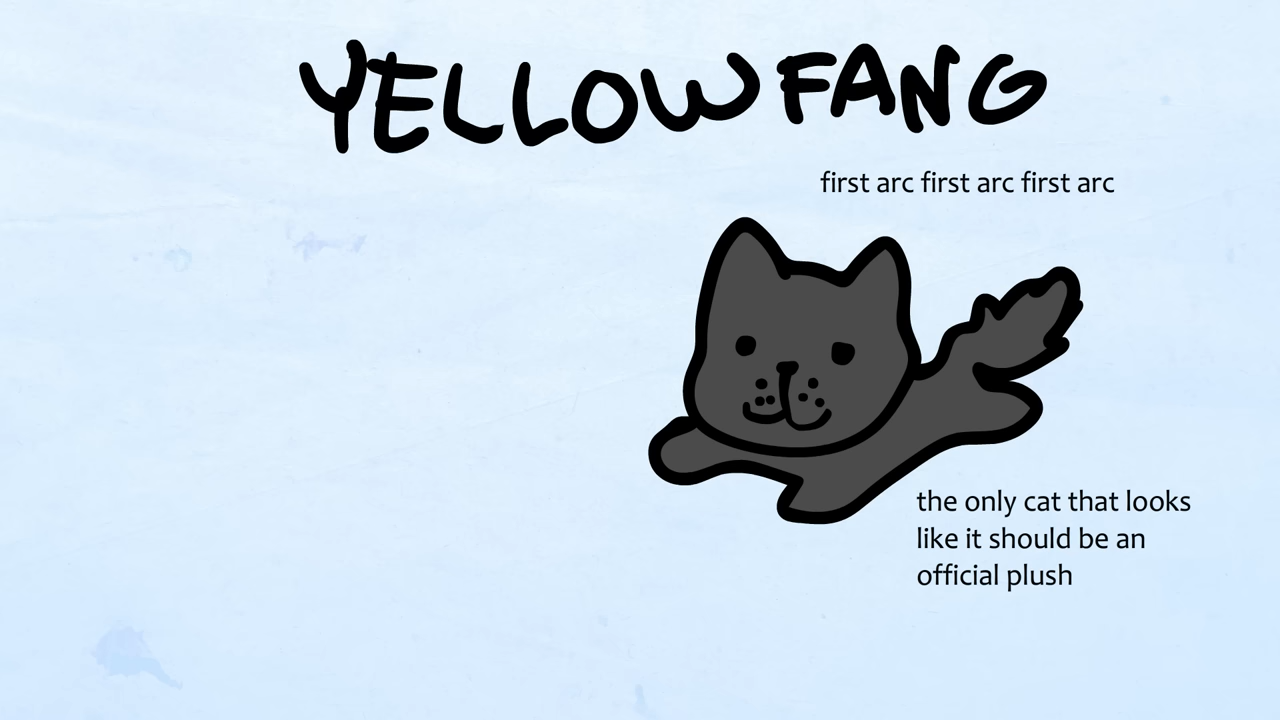 YELLOWFANG
first arc first arc first arc
the only cat that looks
like it should be an
official plush